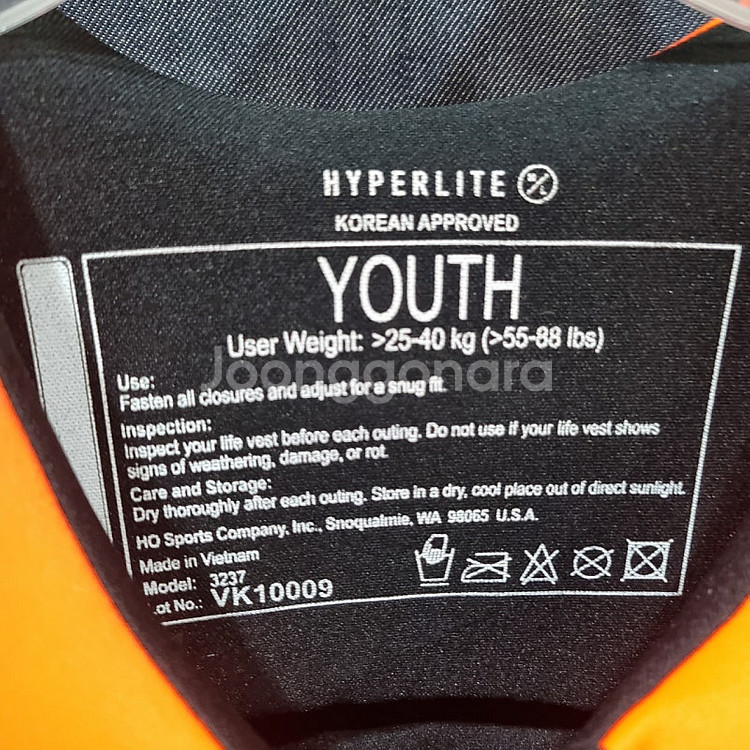 HYPERLITE
KOREAN APPROVED
YOUTH
User Weight: >25-40 kg (>55-88 lbs)
Joonggonara
Use:
Fasten all closures and adjust for a snug fit.
Inspection:
Inspect your life vest before each outing. Do not use if your life vest shows
signs of weathering, damage, or rot.
Care and Storage:
Dry thoroughly after each outing. Store in a dry, cool place out of direct sunlight.
HO Sports Company, Inc., Snoqualmie, WA 98065 U.S.A.
Made in Vietnam
Model: 3237
ot No.: VK10009